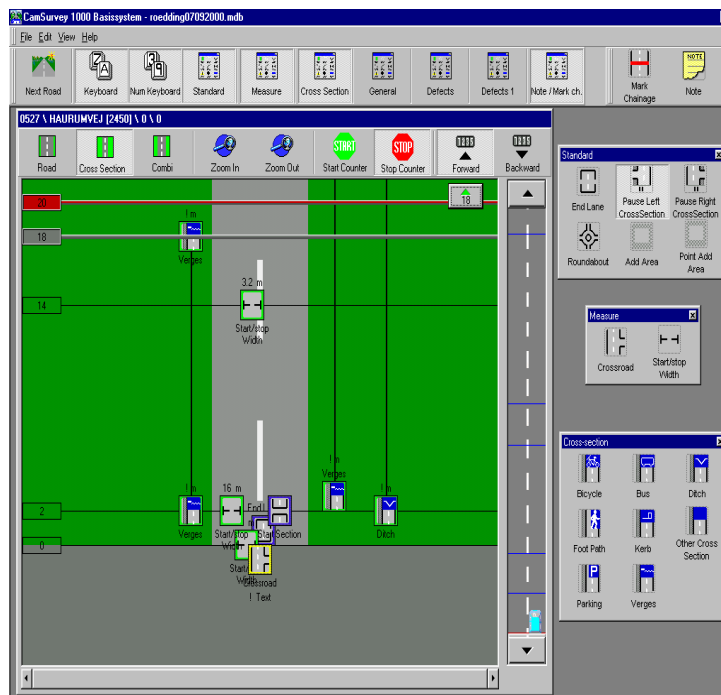 CamSurvey 1000 Basissystem - roedding07092000.mdb
File Edit View Help
Next Road
Keyboard
Num Keyboard
Standard
Measure
Cross Section
General
Defects
Defects 1
Note / Mark ch.
Mark
Chainage
Note
NOTE
0527 \ HAURUMVEJ [2450] \ 0 \ 0
Road
Cross Section
Combi
Zoom In
Zoom Out
START
Start Counter
STOP
Stop Counter
Forward
Backward
20
18
18
! m
Verges
14
3.2 m
Start/stop
Width
! m
Verges
! m
Verges
16 m
Start/stop
Width
End L
Start Section
! m
Ditch
2
0
Start/
Width
Crossroad
! Text
Standard
End Lane
Pause Left
CrossSection
Pause Right
CrossSection
Roundabout
Add Area
Point Add
Area
Measure
Crossroad
Start/stop
Width
Cross-section
Bicycle
Bus
Ditch
Foot Path
Kerb
Other Cross
Section
Parking
Verges